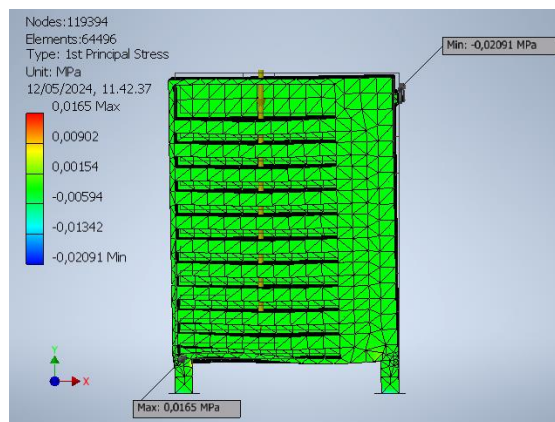 Nodes:119394
Elements:64496
Type: 1st Principal Stress
Unit: MPa
12/05/2024, 11.42.37
0,0165 Max
0,00902
0,00154
-0,00594
-0,01342
-0,02091 Min
Min: -0,02091 MPa
Max: 0,0165 MPa
Y
X